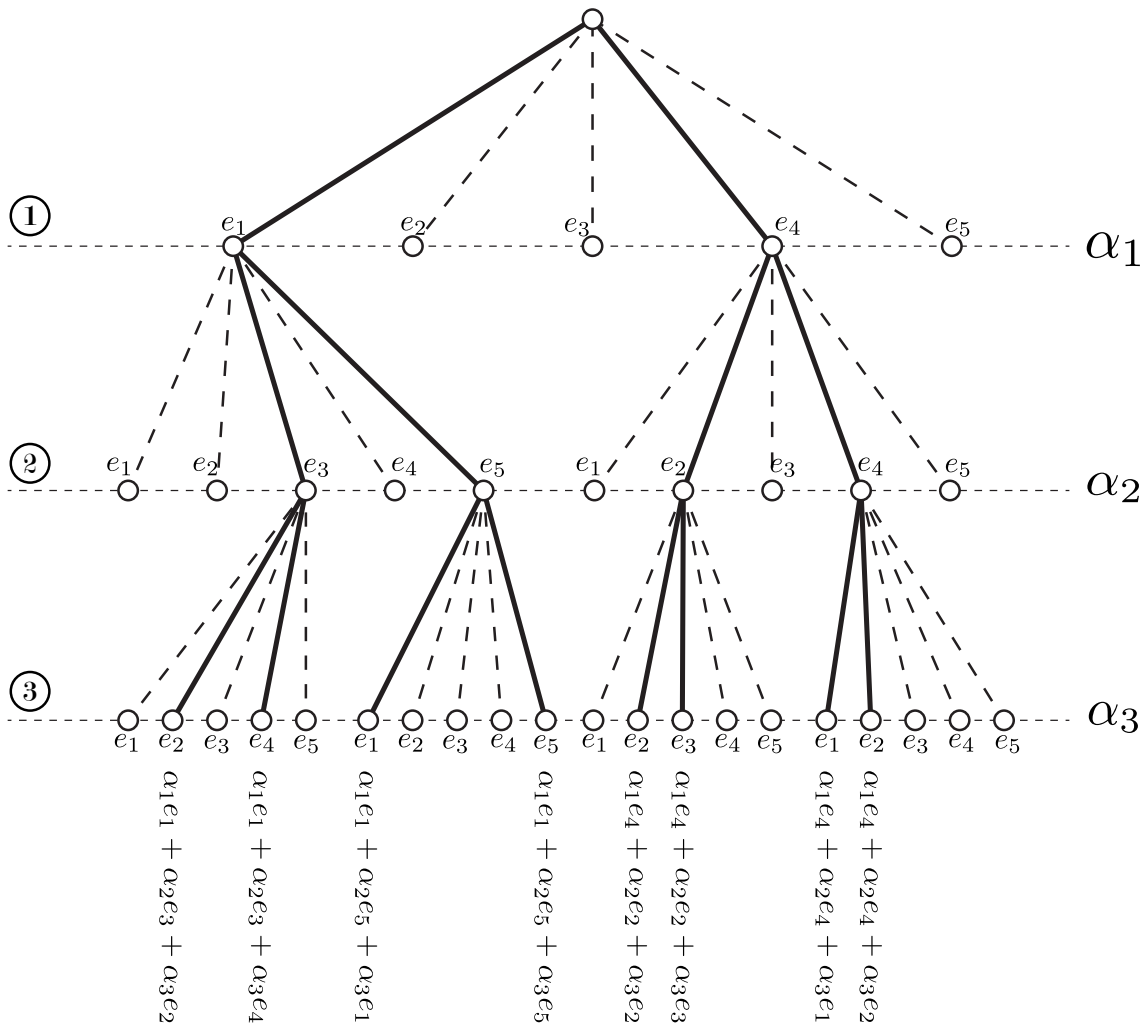 ① e₁ e₂ e₃ e₄ e₅ α₁
② e₁ e₂ e₃ e₄ e₅ e₁ e₂ e₃ e₄ e₅ α₂
③ α₃
e₁ e₂ e₃ e₄ e₅ e₁ e₂ e₃ e₄ e₅ e₁ e₂ e₃ e₄ e₅ e₁ e₂ e₃ e₄ e₅
α₁e₁ + α₂e₃ + α₃e₂
α₁e₁ + α₂e₃ + α₃e₄
α₁e₁ + α₂e₅ + α₃e₁
α₁e₁ + α₂e₅ + α₃e₅
α₁e₄ + α₂e₂ + α₃e₂
α₁e₄ + α₂e₂ + α₃e₃
α₁e₄ + α₂e₄ + α₃e₁
α₁e₄ + α₂e₄ + α₃e₂